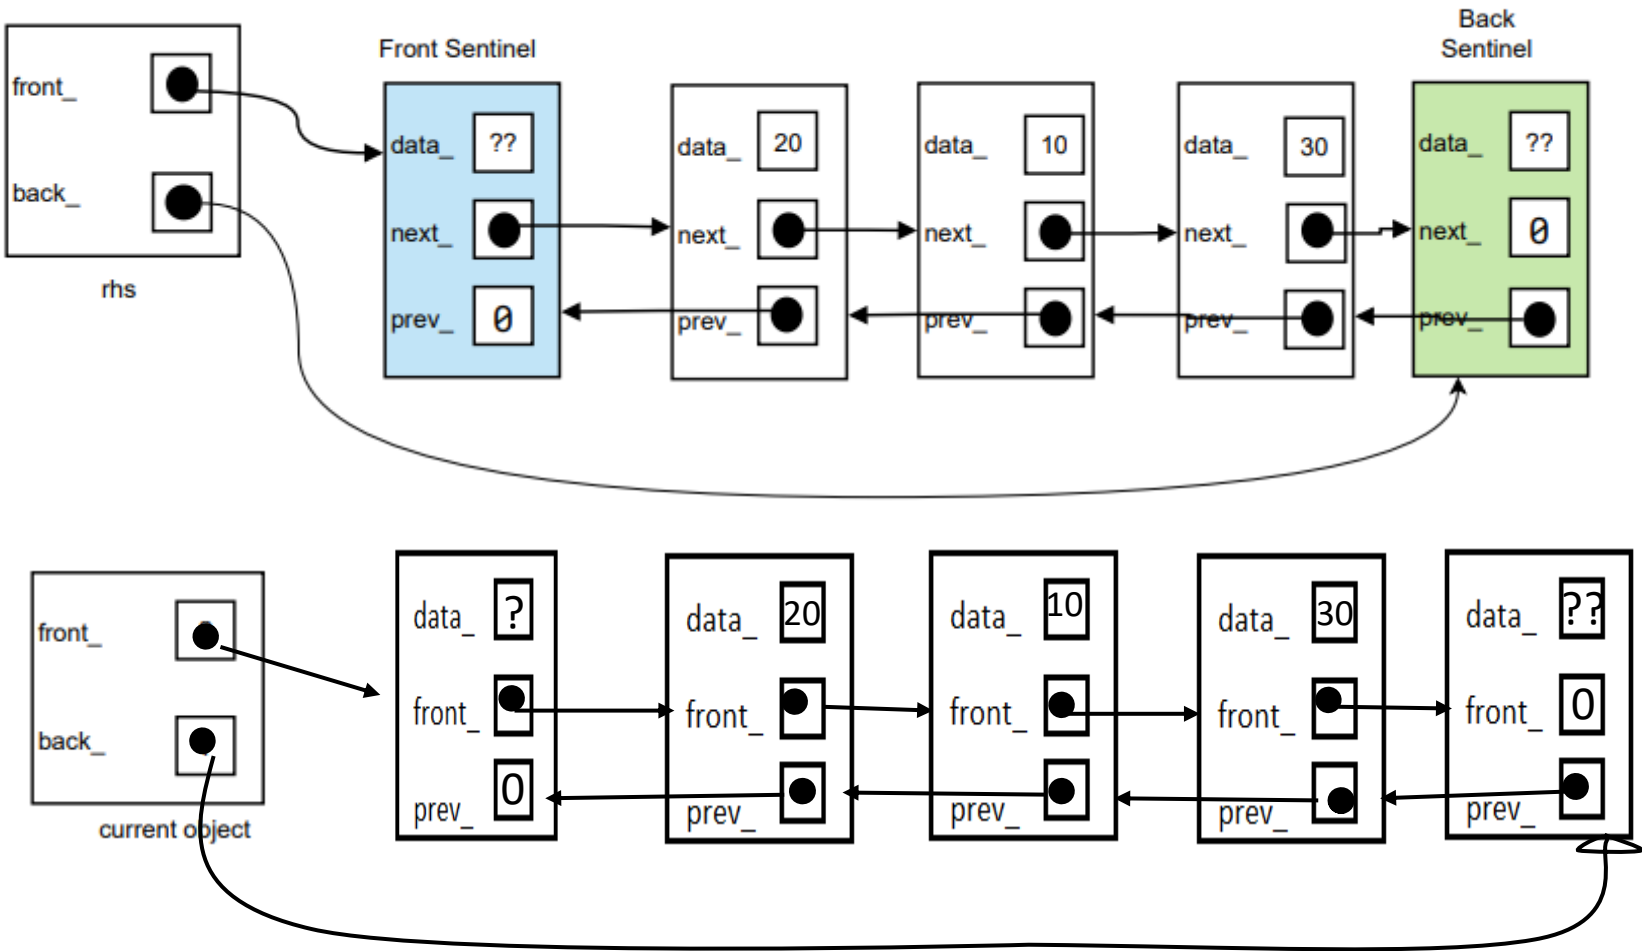 Back
Front Sentinel
Sentinel
front_
back_
rhs
data_ ??
next_
prev_ 0
data_ 20
next_
prev_
data_ 10
next_
prev_
data_ 30
next_
prev_
data_ ??
next_ 0
prev_
front_
back_
current object
data_ ?
front_
prev_ 0
data_ 20
front_
prev_
data_ 10
front_
prev_
data_ 30
front_
prev_
data_ ??
front_ 0
prev_